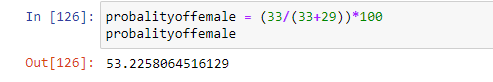 In [126]: probalityoffemale = (33/(33+29))*100
probalityoffemale
Out[126]: 53.2258064516129